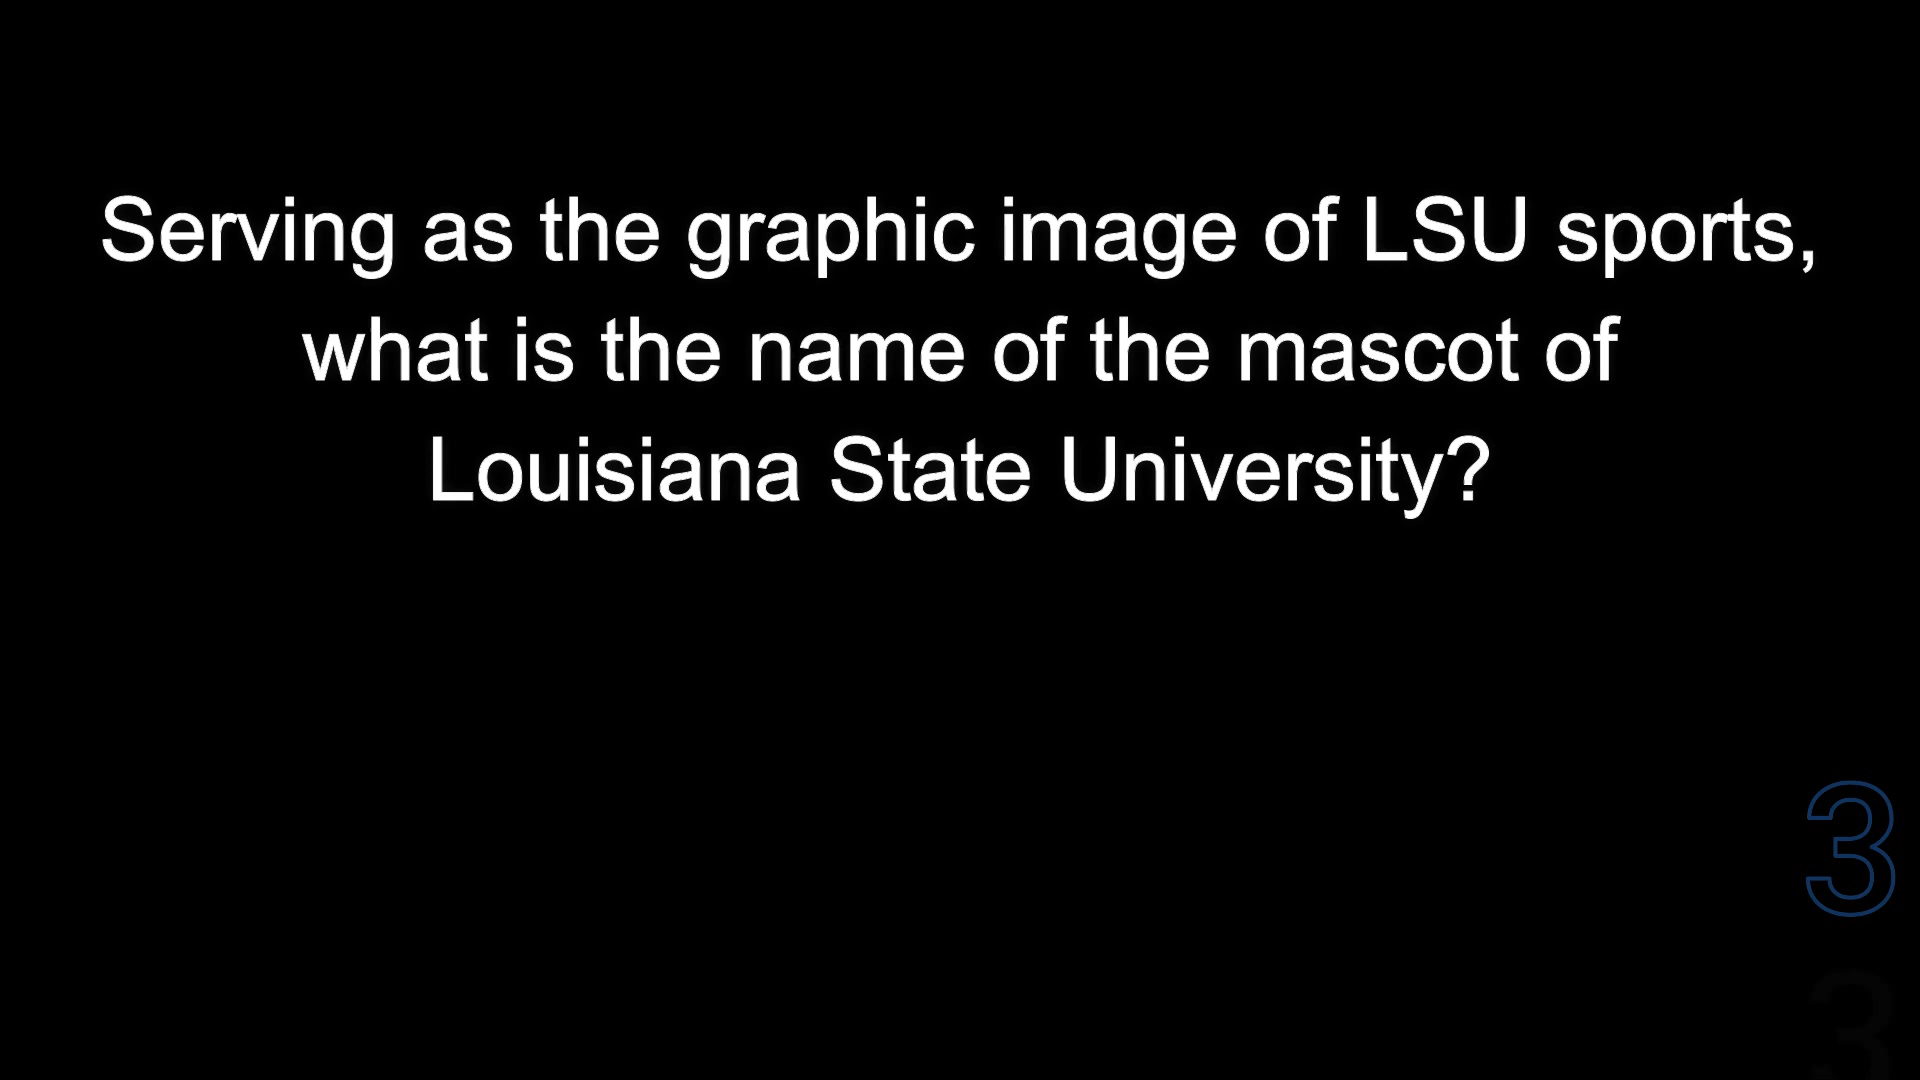 Serving as the graphic image of LSU sports,
what is the name of the mascot of
Louisiana State University?
3
3